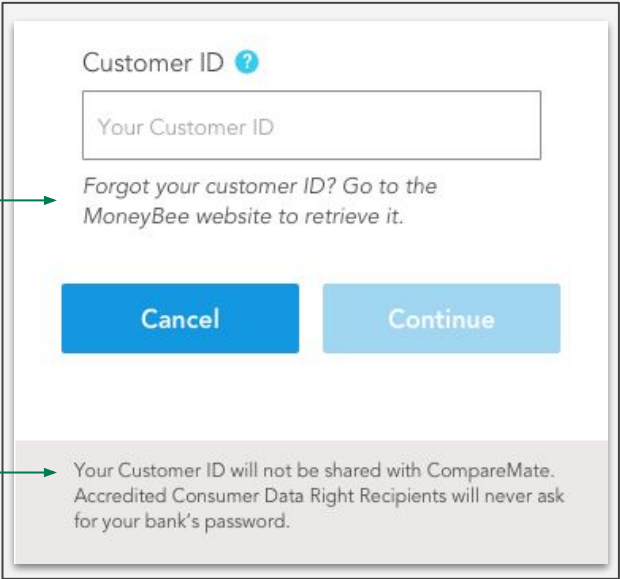 Customer ID ?
Your Customer ID
Forgot your customer ID? Go to the
MoneyBee website to retrieve it.
Cancel Continue
Your Customer ID will not be shared with CompareMate.
Accredited Consumer Data Right Recipients will never ask
for your bank's password.